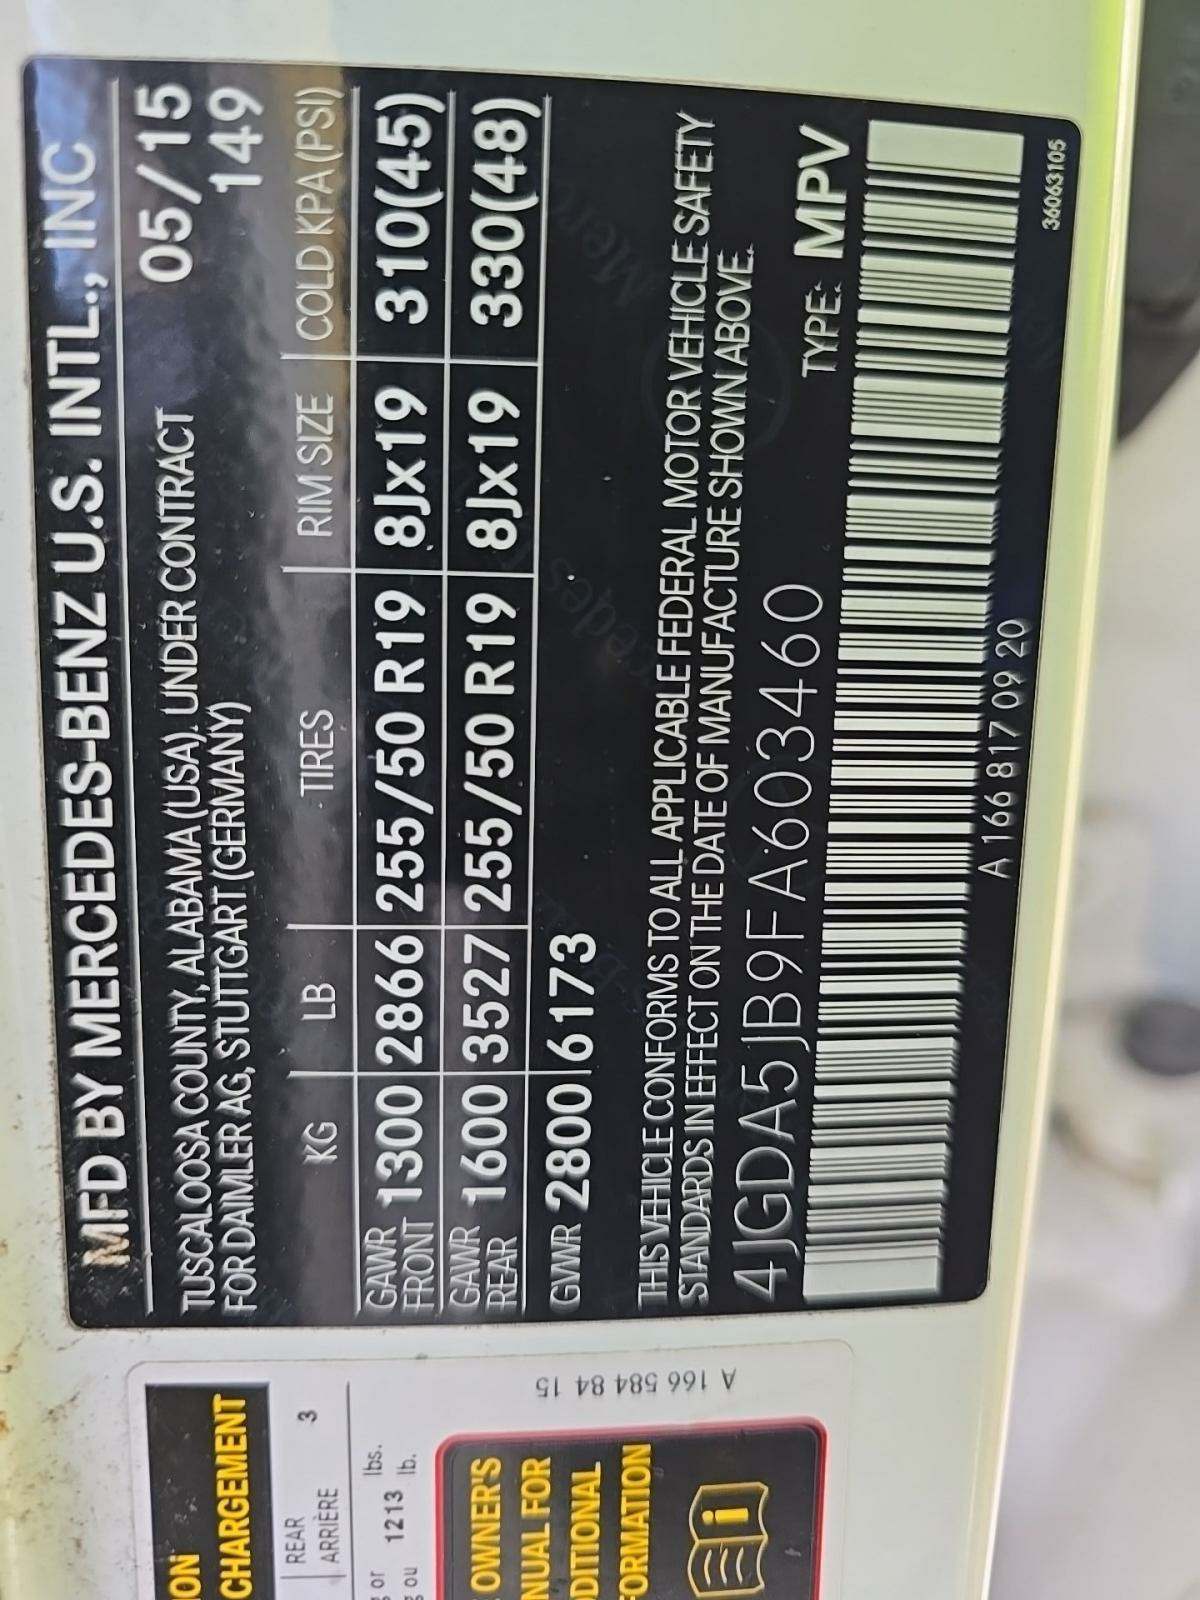 MFD BY MERCEDES-BENZ U.S. INTL., INC
TUSCALOOSA COUNTY, ALABAMA (USA). UNDER CONTRACT 05/15
FOR DAIMLER AG, STUTTGART (GERMANY) 149
KG LB TIRES RIM SIZE COLD KPA (PSI)
GAWR FRONT 1300 2866 255/50 R19 8Jx19 310(45)
GAWR REAR 1600 3527 255/50 R19 8Jx19 330(48)
GVWR 2800 6173
THIS VEHICLE CONFORMS TO ALL APPLICABLE FEDERAL MOTOR VEHICLE SAFETY
STANDARDS IN EFFECT ON THE DATE OF MANUFACTURE SHOWN ABOVE.
4JGDA5JB9FA603460 TYPE: MPV
A 166 817 09 20
36063105
CHARGEMENT
REAR
ARRIÈRE 3
or lbs.
ou 1213 lb.
OWNER'S
FOR
A 166 584 84 15